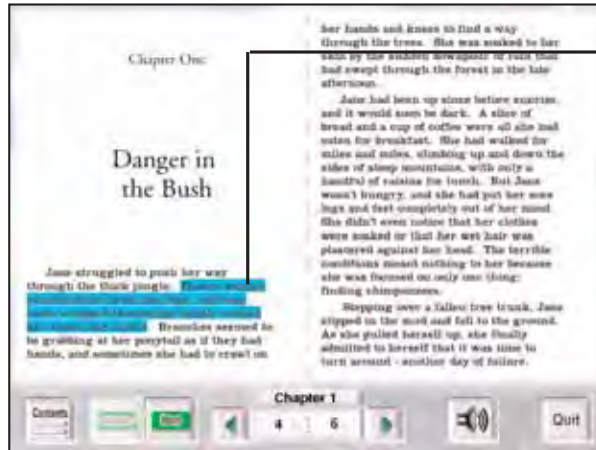 Chapter One
Danger in
the Bush
Jane struggled to push her way
through the thick jungle.
Branches seemed to
be grabbing at her ponytail as if they had
hands, and sometimes she had to crawl on
her hands and knees to find a way
through the trees. She was soaked to her
skin by the sudden downpour of rain that
had swept through the forest in the late
afternoon.
Jane had been up since before sunrise,
and it would soon be dark. A slice of
bread and a cup of coffee were all she had
eaten for breakfast. She had walked for
miles and miles, climbing up and down the
sides of steep mountains, with only a
handful of raisins for lunch. But Jane
wasn't hungry, and she had put her sore
legs and feet completely out of her mind.
She didn't even notice that her clothes
were soaked or that her wet hair was
plastered against her head. The terrible
conditions meant nothing to her because
she was focused on only one thing:
finding chimpanzees.
Stepping over a fallen tree trunk, Jane
slipped in the mud and fell to the ground.
As she pulled herself up, she finally
admitted to herself that it was time to
turn around - another day of failure.
Contents
Chapter 1
4 6
Quit